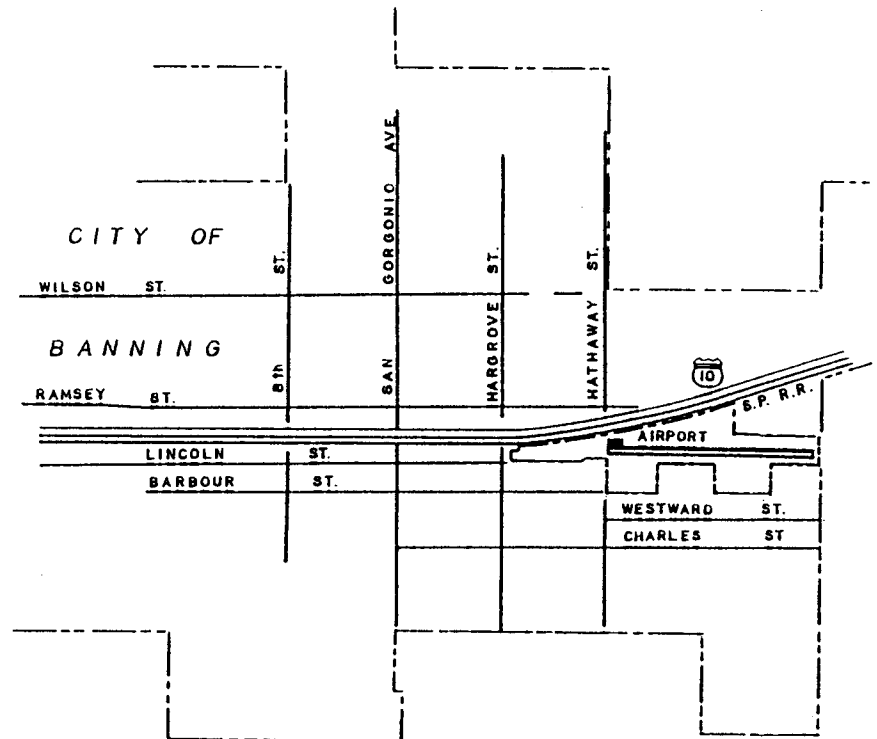 CITY OF
BANNING
WILSON ST.
RAMSEY ST.
LINCOLN ST.
BARBOUR ST.
8th ST.
SAN GORGONIO AVE
HARGROVE ST.
HATHAWAY ST.
10
S.P. R.R.
AIRPORT
WESTWARD ST.
CHARLES ST